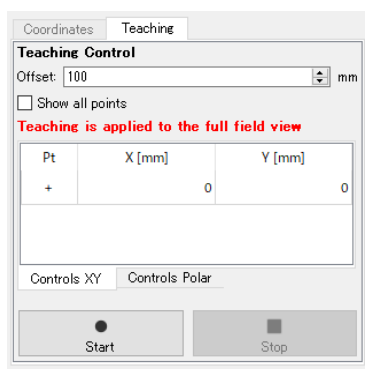 Coordinates Teaching
Teaching Control
Offset: 100 mm
Show all points
Teaching is applied to the full field view
Pt X [mm] Y [mm]
+ 0 0
Controls XY Controls Polar
Start Stop